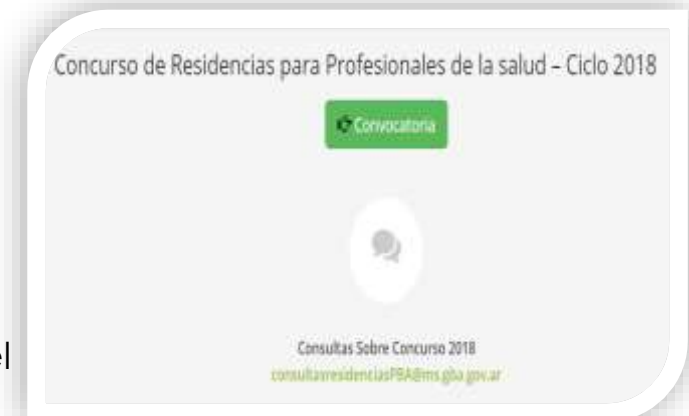 Concurso de Residencias para Profesionales de la salud – Ciclo 2018
Convocatoria
el
Consultas Sobre Concurso 2018
consultasresidenciasPBA@ms.gba.gov.ar